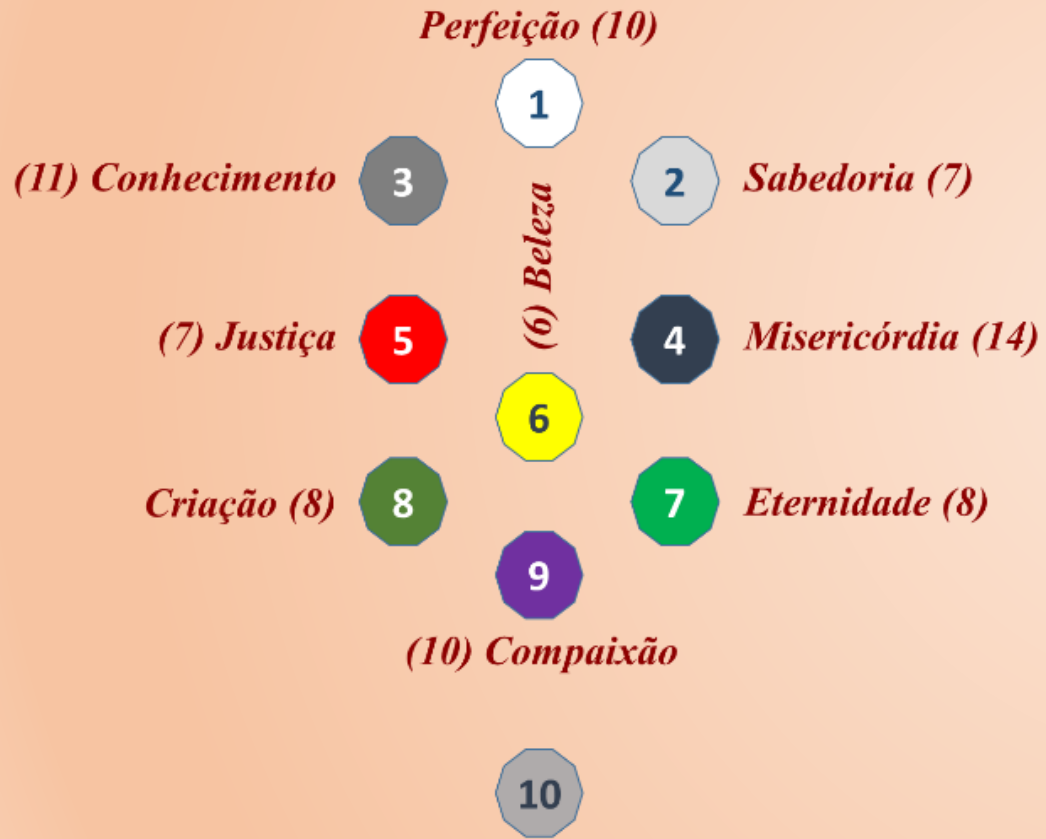 Perfeição (10)
1
(11) Conhecimento
3
2
Sabedoria (7)
(6) Beleza
(7) Justiça
5
4
Misericórdia (14)
6
Criação (8)
8
7
Eternidade (8)
9
(10) Compaixão
10